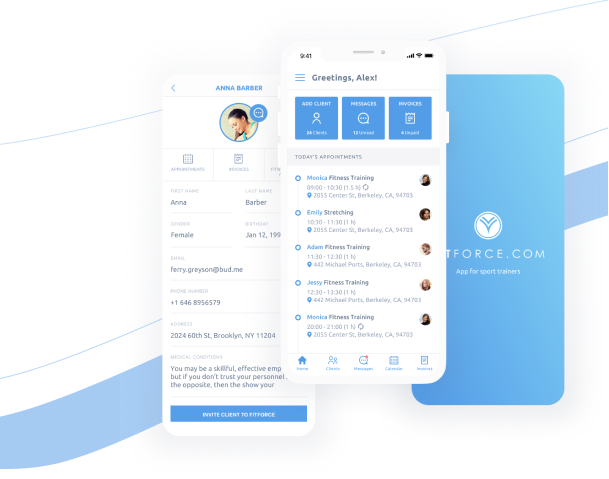 ANNA BARBER
APPOINTMENTS
INVOICES
FIRST NAME
LAST NAME
Anna
Barber
GENDER
BIRTHDAY
Female
Jan 12, 199
EMAIL
ferry.greyson@bud.me
PHONE NUMBER
+1 646 8956579
ADDRESS
2024 60th St, Brooklyn, NY 11204
MEDICAL CONDITIONS
You may be a skillful, effective emp
but if you don't trust your personnel
the opposite, then the show your
INVITE CLIENT TO FITFORCE
9:41
Greetings, Alex!
ADD CLIENT
MESSAGES
INVOICES
Clients
12 Unread
4 Unpaid
TODAY'S APPOINTMENTS
Monica Fitness Training
09:00 - 10:30 (1.5 h)
2055 Center St, Berkeley, CA, 94703
Emily Stretching
10:30 - 11:30 (1 h)
2055 Center St, Berkeley, CA, 94703
Adam Fitness Training
11:30 - 12:30 (1 h)
442 Michael Ports, Berkeley, CA, 94703
Jessy Fitness Training
12:30 - 13:30 (1 h)
442 Michael Ports, Berkeley, CA, 94703
Monica Fitness Training
20:00 - 21:00 (1 h)
2055 Center St, Berkeley, CA, 94703
Home
Clients
Messages
Calendar
Invoices
TFORCE.COM
App for sport trainers